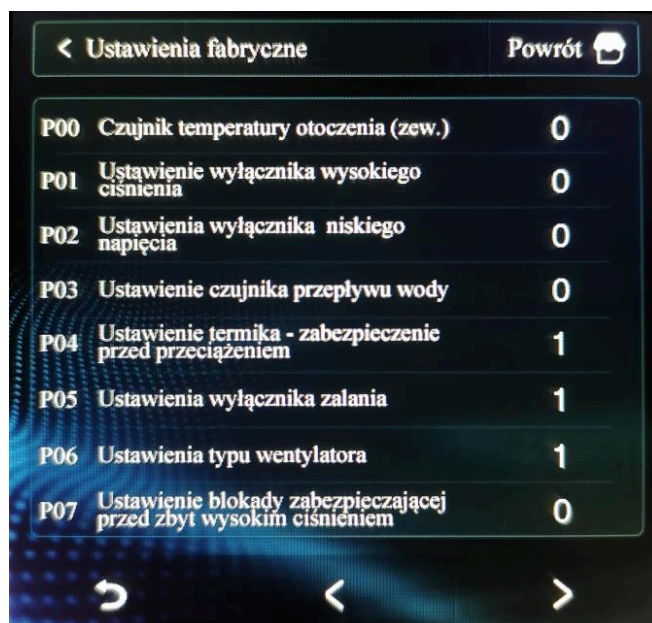 < Ustawienia fabryczne Powrót
P00 Czujnik temperatury otoczenia (zew.) 0
P01 Ustawienie wyłącznika wysokiego
ciśnienia 0
P02 Ustawienia wyłącznika niskiego
napięcia 0
P03 Ustawienie czujnika przepływu wody 0
P04 Ustawienie termika - zabezpieczenie
przed przeciążeniem 1
P05 Ustawienia wyłącznika zalania 1
P06 Ustawienia typu wentylatora 1
P07 Ustawienie blokady zabezpieczającej
przed zbyt wysokim ciśnieniem 0